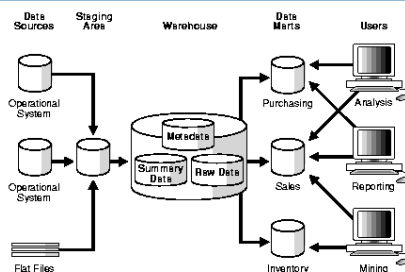 Data
Sources
Staging
Area
Warehouse
Data
Marts
Users
Operational
System
Purchasing
Analysis
Metadata
Summary
Data
Raw Data
Operational
System
Sales
Reporting
Flat Files
Inventory
Mining